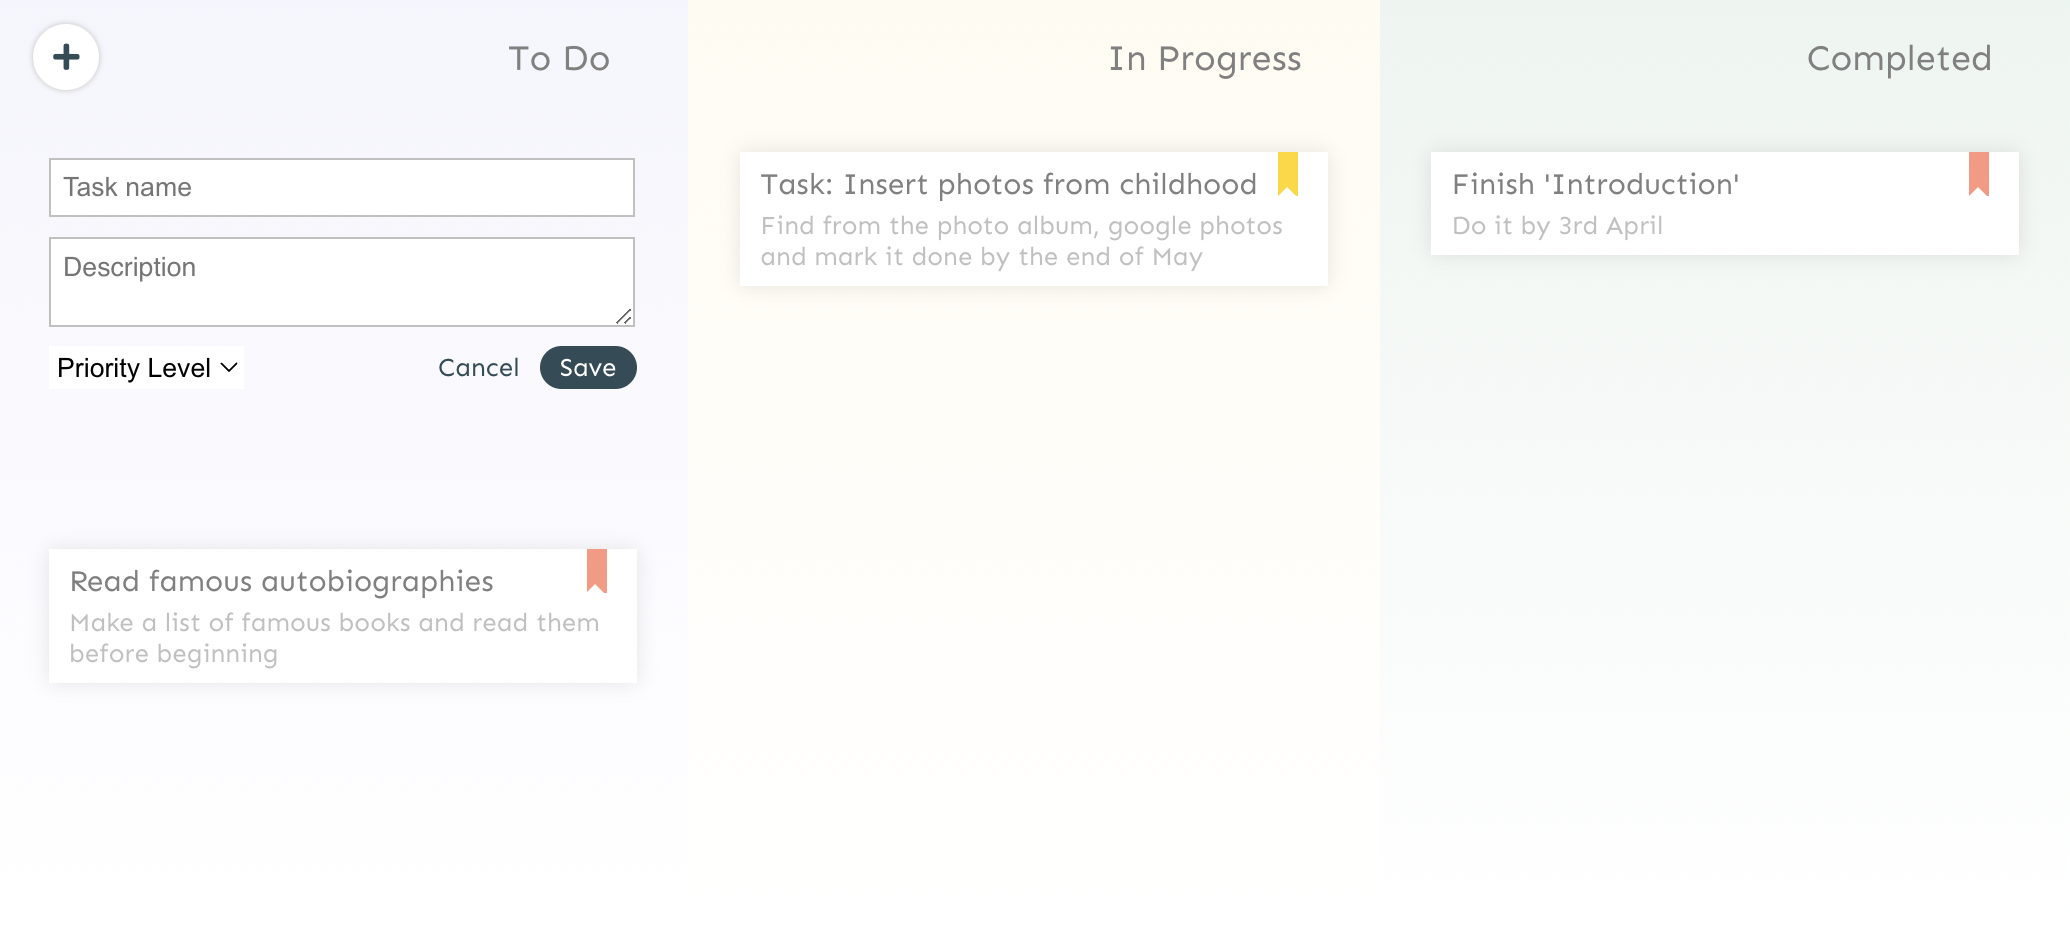 To Do
Task name
Description
Priority Level
Cancel
Save
Read famous autobiographies
Make a list of famous books and read them
before beginning
In Progress
Task: Insert photos from childhood
Find from the photo album, google photos
and mark it done by the end of May
Completed
Finish 'Introduction'
Do it by 3rd April